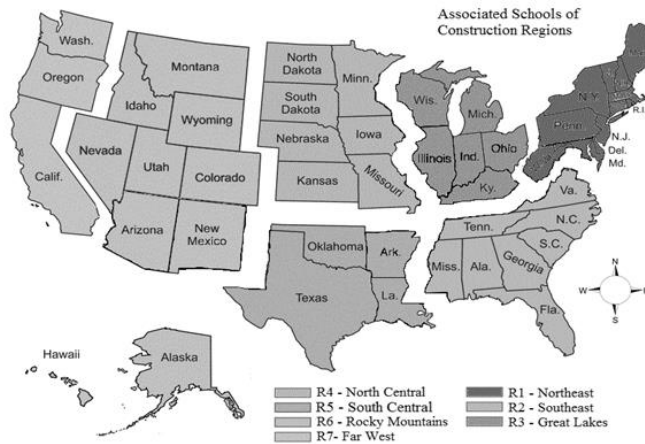 Associated Schools of
Construction Regions
Wash.
Oregon
Calif.
Montana
Idaho
Wyoming
Nevada
Utah
Colorado
Arizona
New
Mexico
North
Dakota
South
Dakota
Nebraska
Kansas
Minn.
Iowa
Missouri
Oklahoma
Texas
Ark.
La.
Wis.
Mich.
Illinois
Ind.
Ohio
Ky.
N.Y.
Penn.
R.I.
N.J.
Del.
Md.
Va.
N.C.
S.C.
Tenn.
Miss.
Ala.
Georgia
Fla.
N
W
S
Hawaii
Alaska
R4 - North Central
R5 - South Central
R6 - Rocky Mountains
R7- Far West
R1 - Northeast
R2 - Southeast
R3 - Great Lakes